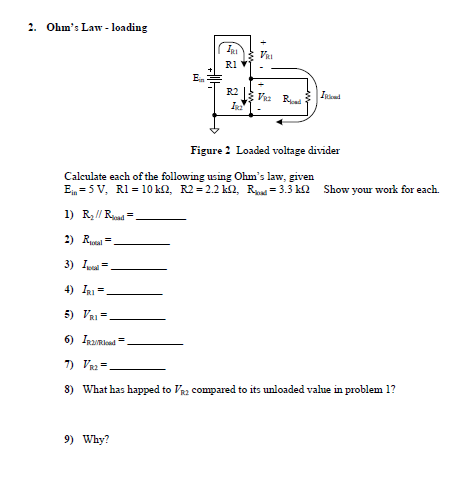 2. Ohm's Law - loading
IR1
+
VR1
R1
-
+
Ein
-
R2
+
VR2
Rload
IRload
IR2
-
Figure 2 Loaded voltage divider
Calculate each of the following using Ohm's law, given
Ein = 5 V, R1 = 10 kΩ, R2 = 2.2 kΩ, Rload = 3.3 kΩ Show your work for each.
1) R2 // Rload = ________
2) Rtotal = ________
3) Itotal = ________
4) IR1 = ________
5) VR1 = ________
6) IR2//Rload = ________
7) VR2 = ________
8) What has happed to VR2 compared to its unloaded value in problem 1?
9) Why?